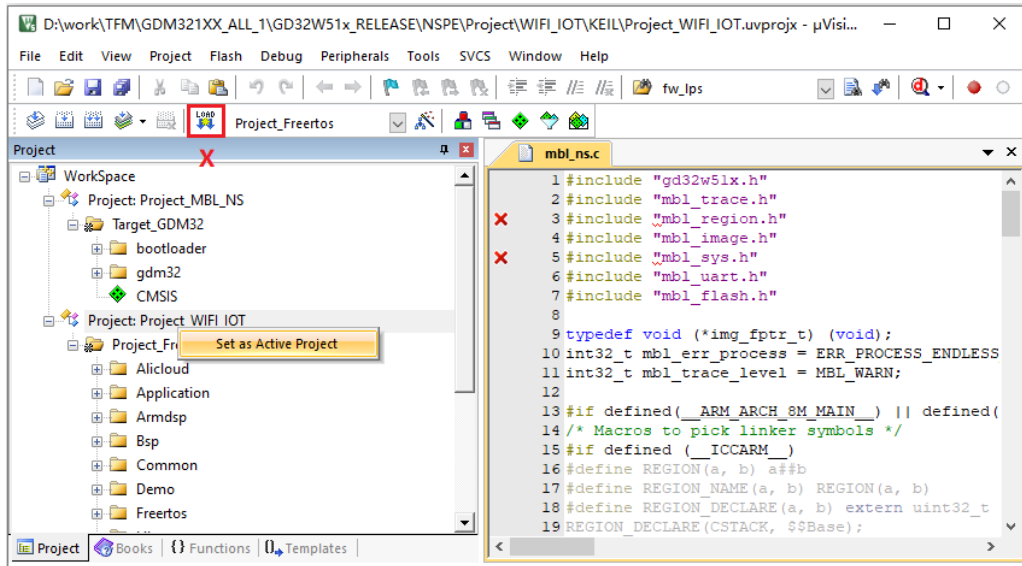 D:\work\TFM\GDM321XX_ALL_1\GD32W51x_RELEASE\NSPE\Project\WIFI_IOT\KEIL\Project_WIFI_IOT.uvprojx - µVisi...
File Edit View Project Flash Debug Peripherals Tools SVCS Window Help
fw_lps
LOAD
Project_Freertos
X
Project
WorkSpace
Project: Project_MBL_NS
Target_GDM32
bootloader
gdm32
CMSIS
Project: Project_WIFI_IOT
Project_Fr
Set as Active Project
Alicloud
Application
Armdsp
Bsp
Common
Demo
Freertos
Project Books {} Functions Templates
mbl_ns.c
1 #include "gd32w51x.h"
2 #include "mbl_trace.h"
3 #include "mbl_region.h"
4 #include "mbl_image.h"
5 #include "mbl_sys.h"
6 #include "mbl_uart.h"
7 #include "mbl_flash.h"
8
9 typedef void (*img_fptr_t) (void);
10 int32_t mbl_err_process = ERR_PROCESS_ENDLESS
11 int32_t mbl_trace_level = MBL_WARN;
12
13 #if defined(__ARM_ARCH_8M_MAIN__) || defined(
14 /* Macros to pick linker symbols */
15 #if defined (__ICCARM__)
16 #define REGION(a, b) a##b
17 #define REGION_NAME(a, b) REGION(a, b)
18 #define REGION_DECLARE(a, b) extern uint32_t
19 REGION_DECLARE(CSTACK, $$Base);